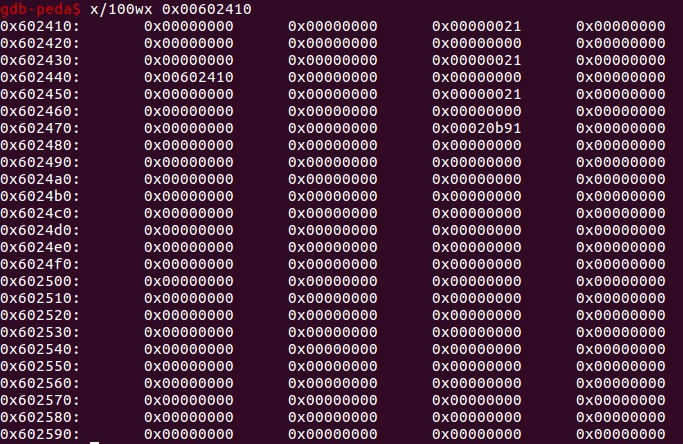 gdb-peda$ x/100wx 0x00602410
0x602410: 0x00000000 0x00000000 0x00000021 0x00000000
0x602420: 0x00000000 0x00000000 0x00000000 0x00000000
0x602430: 0x00000000 0x00000000 0x00000021 0x00000000
0x602440: 0x00602410 0x00000000 0x00000000 0x00000000
0x602450: 0x00000000 0x00000000 0x00000021 0x00000000
0x602460: 0x00000000 0x00000000 0x00000000 0x00000000
0x602470: 0x00000000 0x00000000 0x00020b91 0x00000000
0x602480: 0x00000000 0x00000000 0x00000000 0x00000000
0x602490: 0x00000000 0x00000000 0x00000000 0x00000000
0x6024a0: 0x00000000 0x00000000 0x00000000 0x00000000
0x6024b0: 0x00000000 0x00000000 0x00000000 0x00000000
0x6024c0: 0x00000000 0x00000000 0x00000000 0x00000000
0x6024d0: 0x00000000 0x00000000 0x00000000 0x00000000
0x6024e0: 0x00000000 0x00000000 0x00000000 0x00000000
0x6024f0: 0x00000000 0x00000000 0x00000000 0x00000000
0x602500: 0x00000000 0x00000000 0x00000000 0x00000000
0x602510: 0x00000000 0x00000000 0x00000000 0x00000000
0x602520: 0x00000000 0x00000000 0x00000000 0x00000000
0x602530: 0x00000000 0x00000000 0x00000000 0x00000000
0x602540: 0x00000000 0x00000000 0x00000000 0x00000000
0x602550: 0x00000000 0x00000000 0x00000000 0x00000000
0x602560: 0x00000000 0x00000000 0x00000000 0x00000000
0x602570: 0x00000000 0x00000000 0x00000000 0x00000000
0x602580: 0x00000000 0x00000000 0x00000000 0x00000000
0x602590: 0x00000000 0x00000000 0x00000000 0x00000000